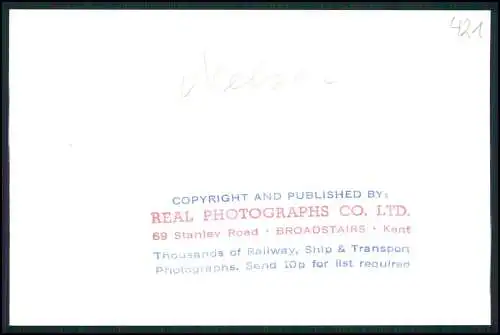 421
Nelson
COPYRIGHT AND PUBLISHED BY:
REAL PHOTOGRAPHS CO. LTD.
69 Stanley Road · BROADSTAIRS · Kent
Thousands of Railway, Ship & Transport
Photographs. Send 10p for list required